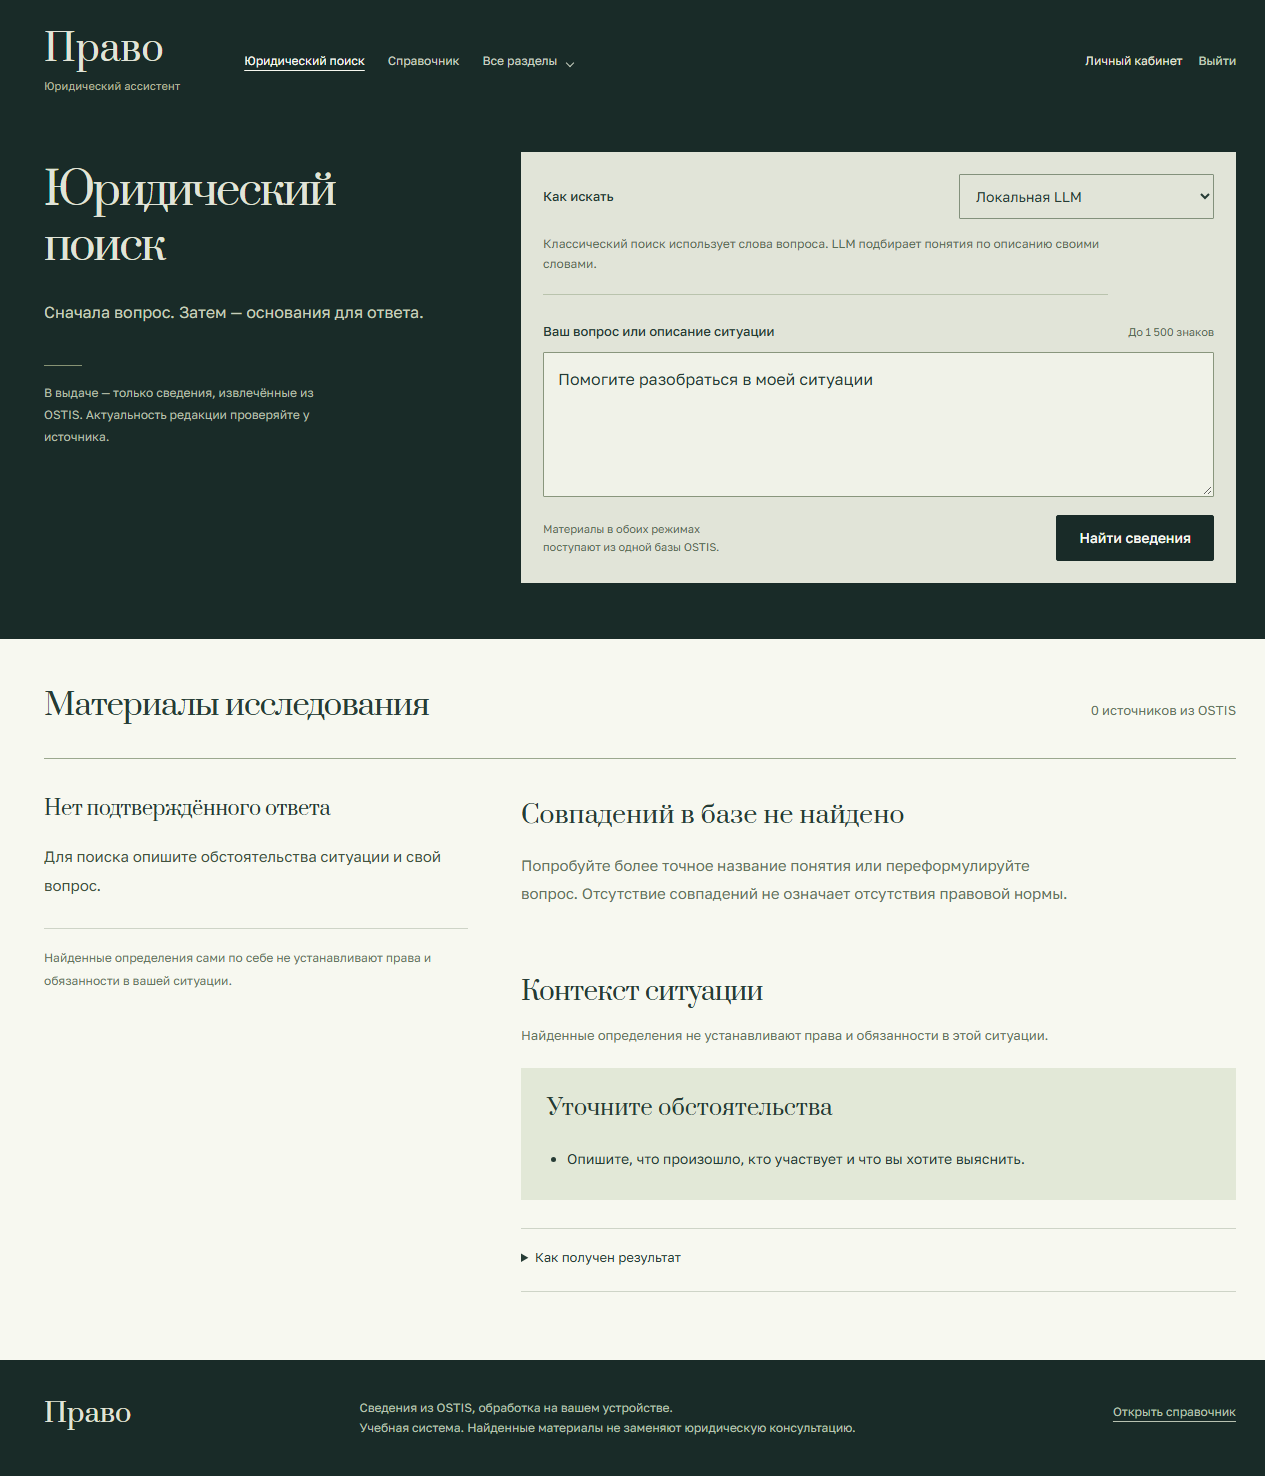 Право
Юридический ассистент
Юридический поиск
Справочник
Все разделы
Личный кабинет
Выйти
Юридический
поиск
Сначала вопрос. Затем — основания для ответа.
В выдаче — только сведения, извлечённые из
OSTIS. Актуальность редакции проверяйте у
источника.
Как искать
Локальная LLM
Классический поиск использует слова вопроса. LLM подбирает понятия по описанию своими
словами.
Ваш вопрос или описание ситуации
До 1 500 знаков
Помогите разобраться в моей ситуации
Материалы в обоих режимах
поступают из одной базы OSTIS.
Найти сведения
Материалы исследования
0 источников из OSTIS
Нет подтверждённого ответа
Для поиска опишите обстоятельства ситуации и свой
вопрос.
Найденные определения сами по себе не устанавливают права и
обязанности в вашей ситуации.
Совпадений в базе не найдено
Попробуйте более точное название понятия или переформулируйте
вопрос. Отсутствие совпадений не означает отсутствия правовой нормы.
Контекст ситуации
Найденные определения не устанавливают права и обязанности в этой ситуации.
Уточните обстоятельства
• Опишите, что произошло, кто участвует и что вы хотите выяснить.
Как получен результат
Право
Сведения из OSTIS, обработка на вашем устройстве.
Учебная система. Найденные материалы не заменяют юридическую консультацию.
Открыть справочник